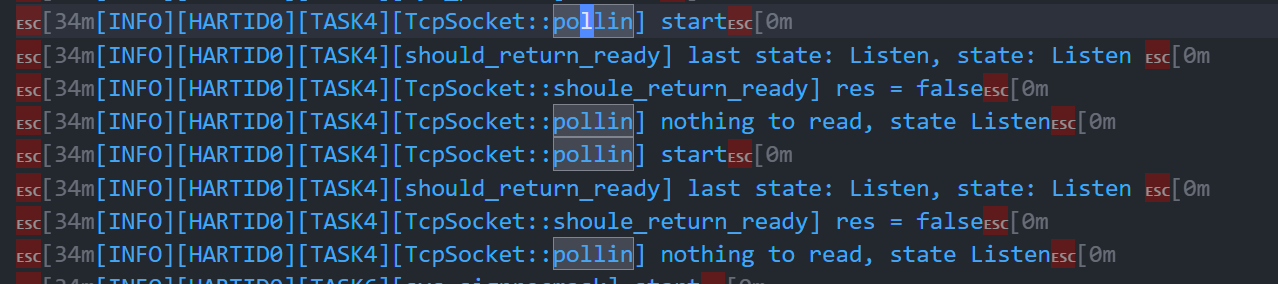 ESC[34m[INFO][HARTID0][TASK4][TcpSocket::pollin] startESC[0m
ESC[34m[INFO][HARTID0][TASK4][should_return_ready] last state: Listen, state: Listen ESC[0m
ESC[34m[INFO][HARTID0][TASK4][TcpSocket::shoule_return_ready] res = falseESC[0m
ESC[34m[INFO][HARTID0][TASK4][TcpSocket::pollin] nothing to read, state ListenESC[0m
ESC[34m[INFO][HARTID0][TASK4][TcpSocket::pollin] startESC[0m
ESC[34m[INFO][HARTID0][TASK4][should_return_ready] last state: Listen, state: Listen ESC[0m
ESC[34m[INFO][HARTID0][TASK4][TcpSocket::shoule_return_ready] res = falseESC[0m
ESC[34m[INFO][HARTID0][TASK4][TcpSocket::pollin] nothing to read, state ListenESC[0m